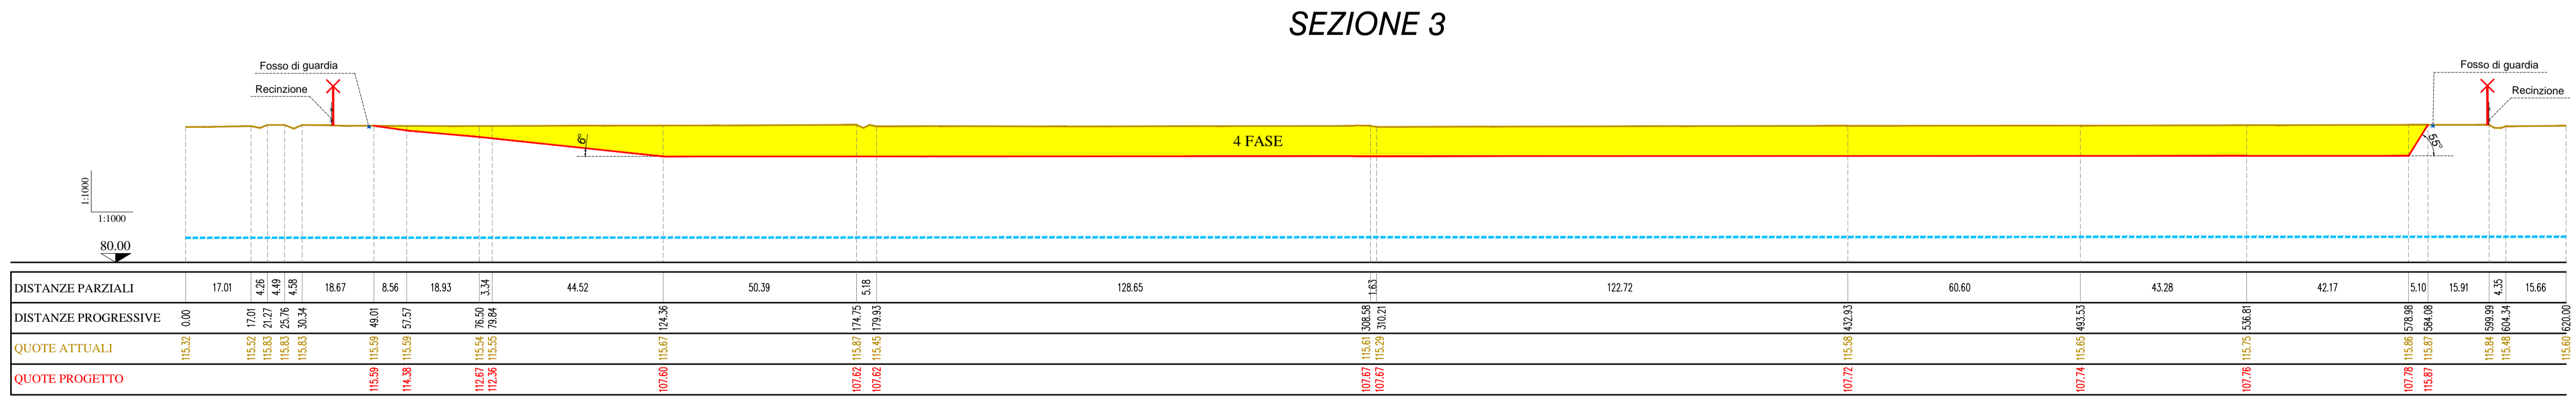 SEZIONE 3
Fosso di guardia
Recinzione
Fosso di guardia
Recinzione
6°
4 FASE
55°
1:1000
1:1000
80.00
DISTANZE PARZIALI 17.01 4.26 4.49 4.58 18.67 8.56 18.93 3.34 44.52 50.39 5.18 128.65 1.63 122.72 60.60 43.28 42.17 5.10 15.91 4.35 15.66
DISTANZE PROGRESSIVE 0.00 17.01 21.27 25.76 30.34 49.01 57.57 76.50 79.84 124.36 174.75 179.93 308.58 310.21 432.93 493.53 536.81 578.98 584.08 599.99 604.34 620.00
QUOTE ATTUALI 115.32 115.52 115.83 115.83 115.83 115.59 115.59 115.54 115.55 115.67 115.87 115.45 115.61 115.29 115.58 115.65 115.75 115.86 115.87 115.84 115.48 115.60
QUOTE PROGETTO 115.59 114.38 112.67 112.36 107.60 107.62 107.62 107.67 107.67 107.72 107.74 107.76 107.78 115.87